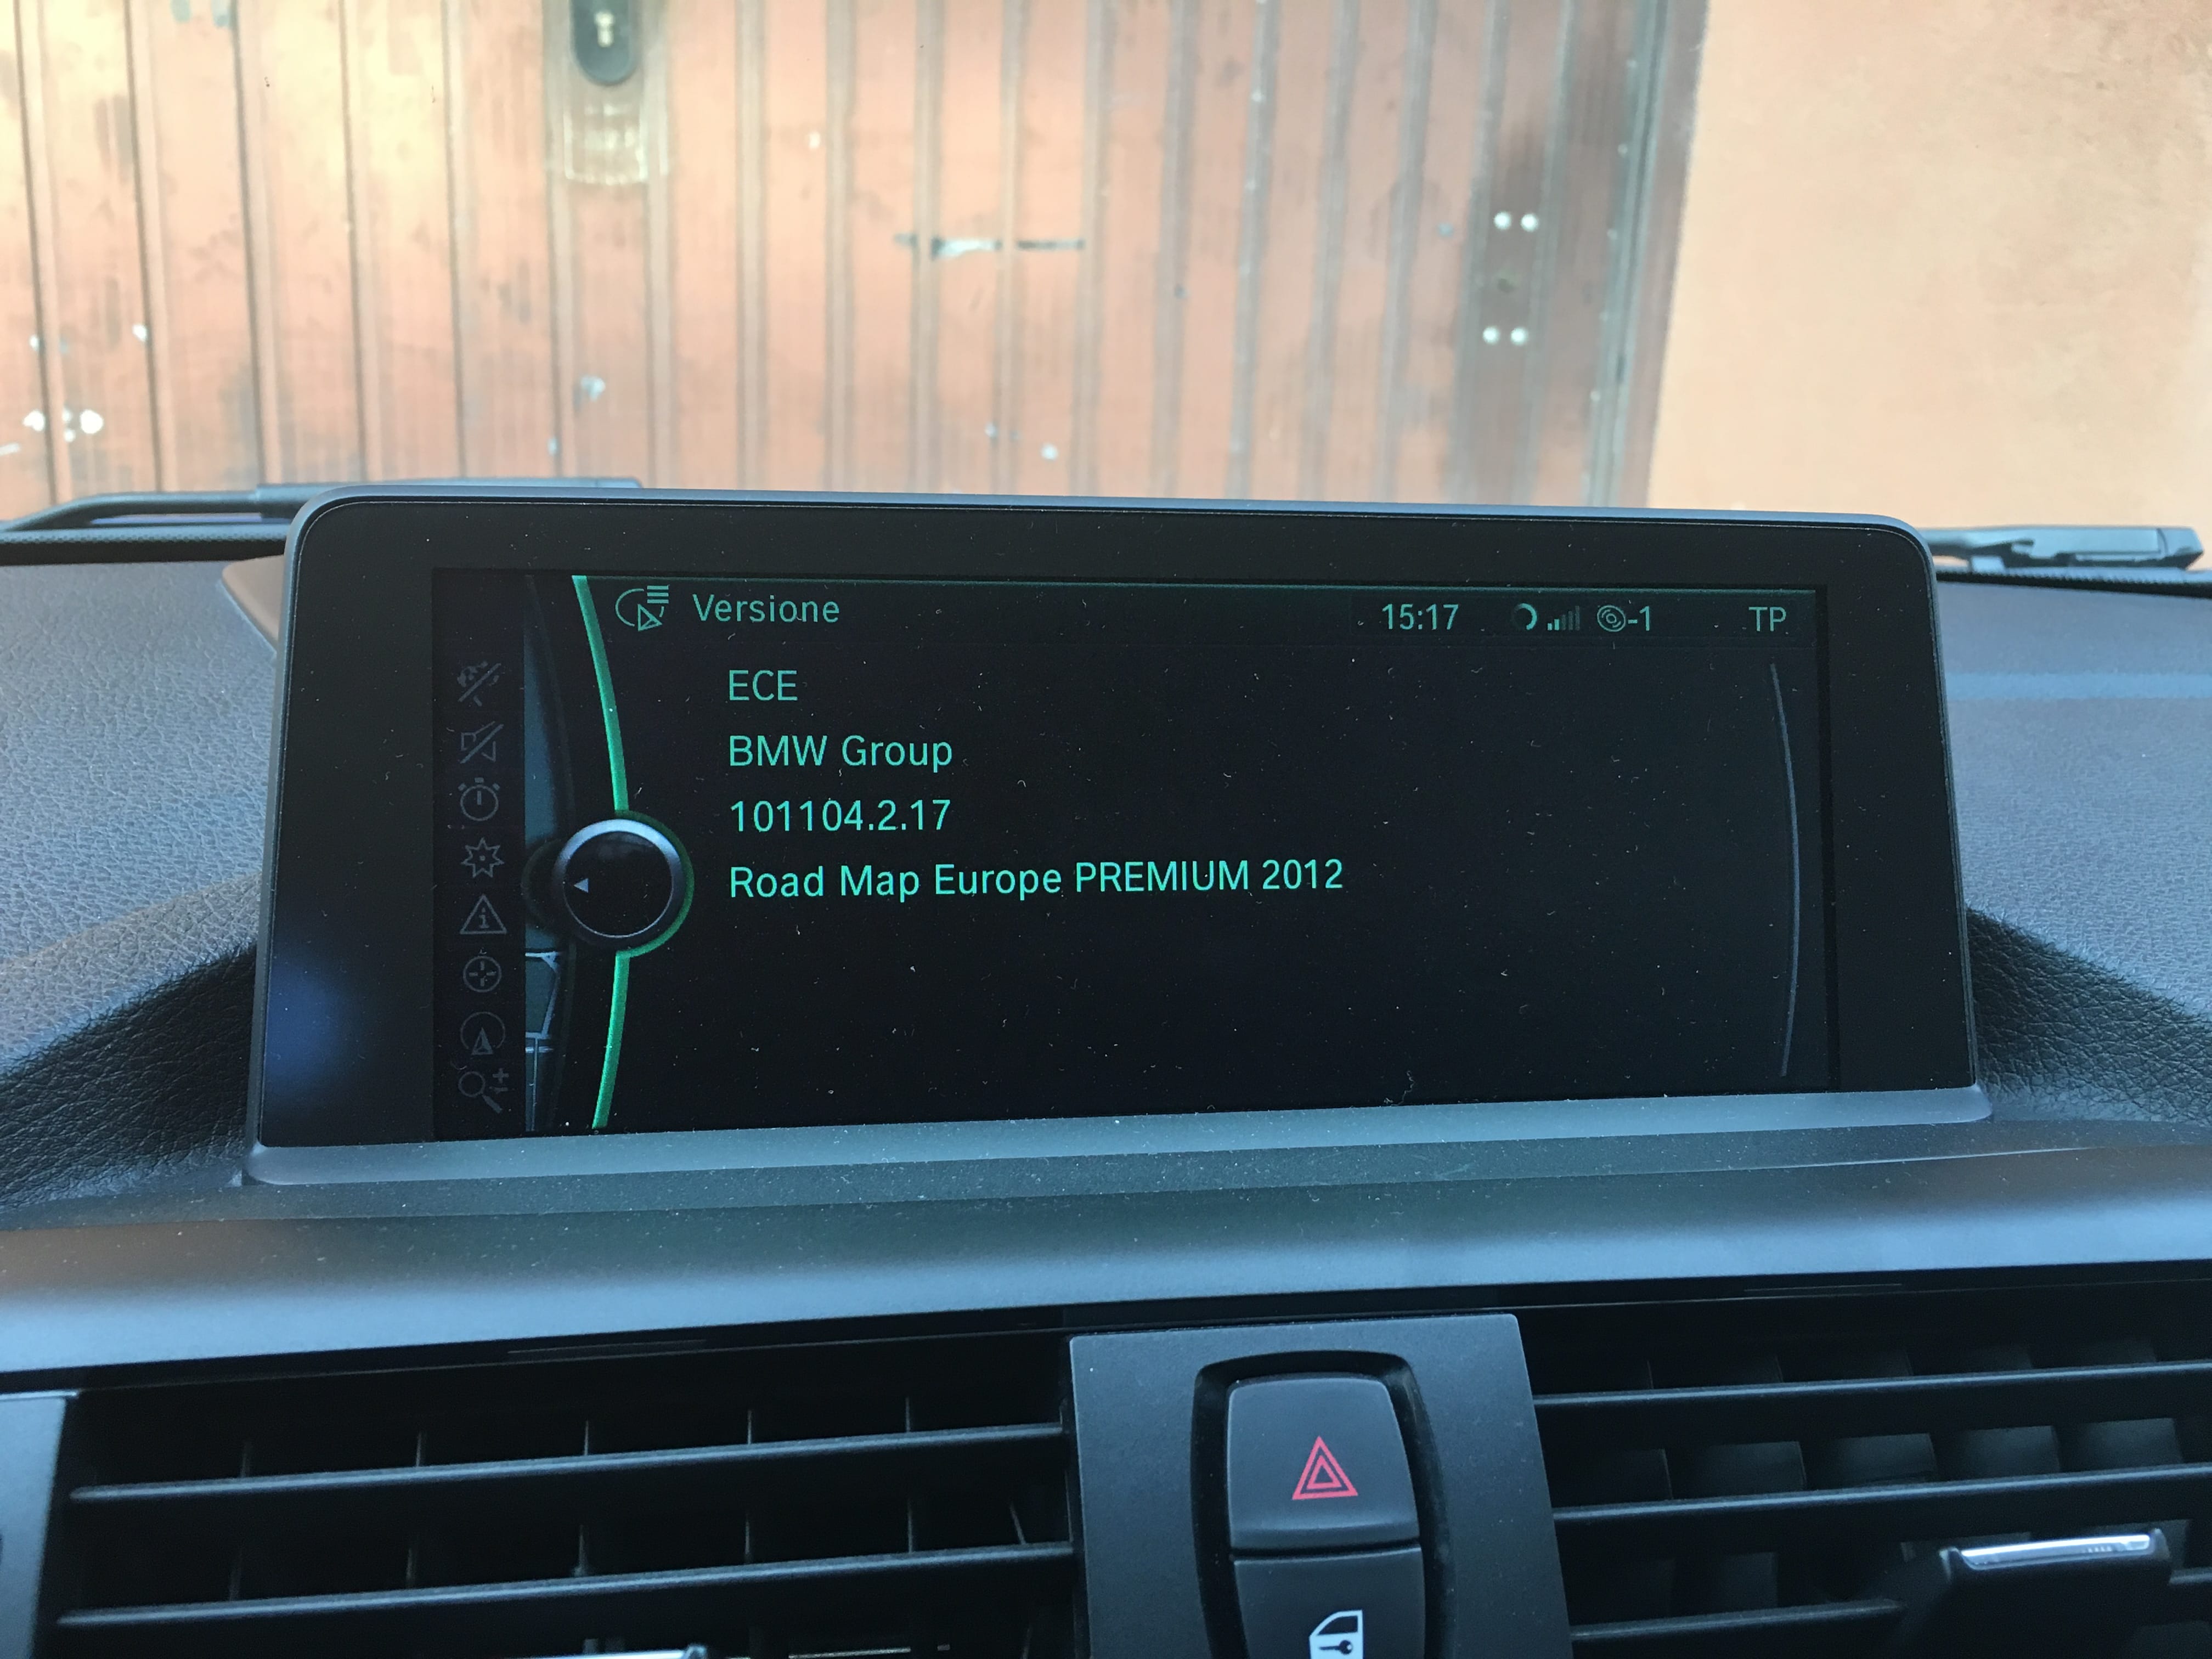 Versione 15:17 -1 TP
ECE
BMW Group
101104.2.17
Road Map Europe PREMIUM 2012